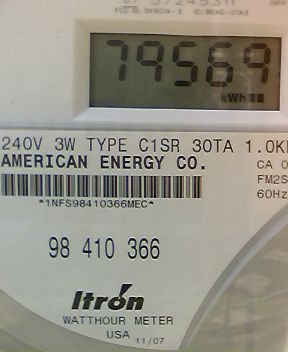 79569
kWh
240V 3W TYPE C1SR 30TA 1.0K
AMERICAN ENERGY CO. CA 0
FM2S
*1NFS98410366MEC* 60Hz
98 410 366
Itron
WATTHOUR METER
USA 11/07